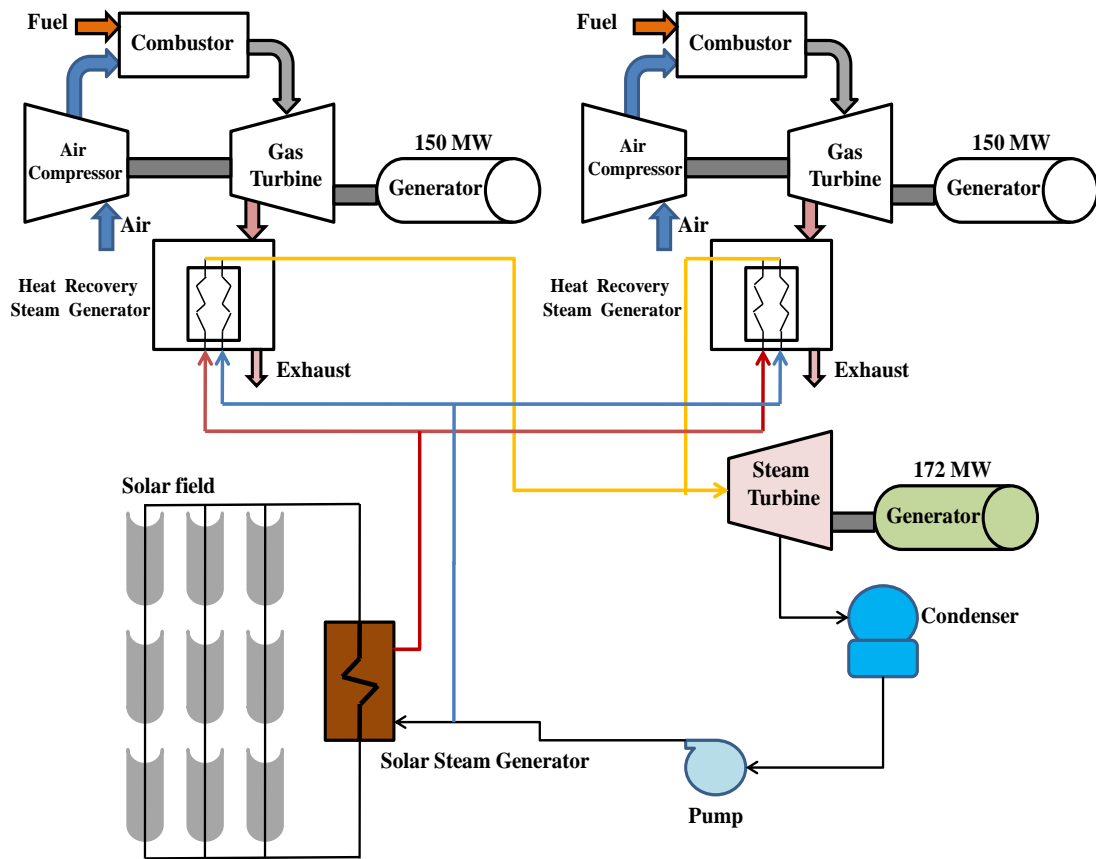 Fuel
Combustor
Air
Compressor
Gas
Turbine
150 MW
Generator
Air
Heat Recovery
Steam Generator
Exhaust
Fuel
Combustor
Air
Compressor
Gas
Turbine
150 MW
Generator
Air
Heat Recovery
Steam Generator
Exhaust
Steam
Turbine
172 MW
Generator
Solar field
Condenser
Solar Steam Generator
Pump